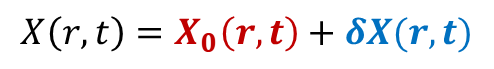 X(r, t) = X₀(r, t) + δX(r, t)